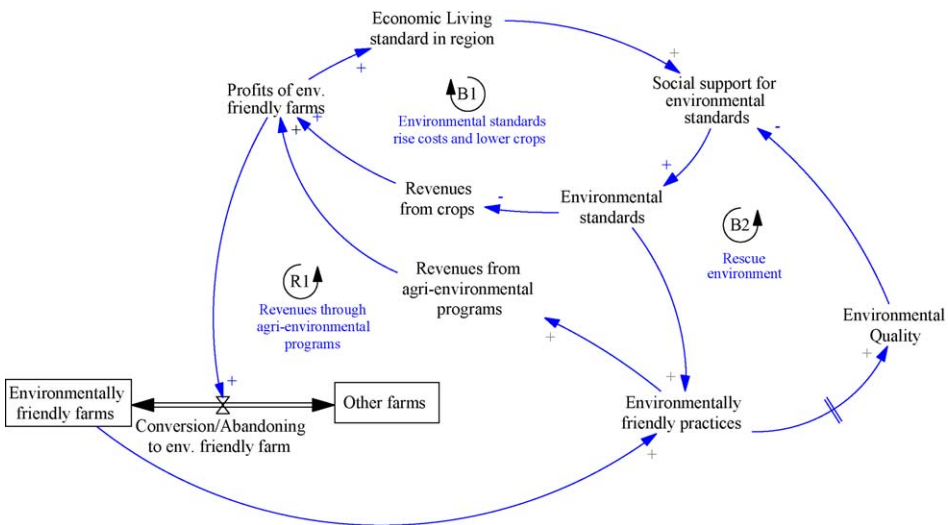 Economic Living
standard in region
+
+
Profits of env.
friendly farms
+
+
B1
Environmental standards
rise costs and lower crops
Social support for
environmental
standards
-
+
Revenues
from crops
-
Environmental
standards
B2
Rescue
environment
R1
Revenues through
agri-environmental
programs
Revenues from
agri-environmental
programs
+
Environmental
Quality
+
+
Environmentally
friendly farms
+
Other farms
Conversion/Abandoning
to env. friendly farm
Environmentally
friendly practices
+